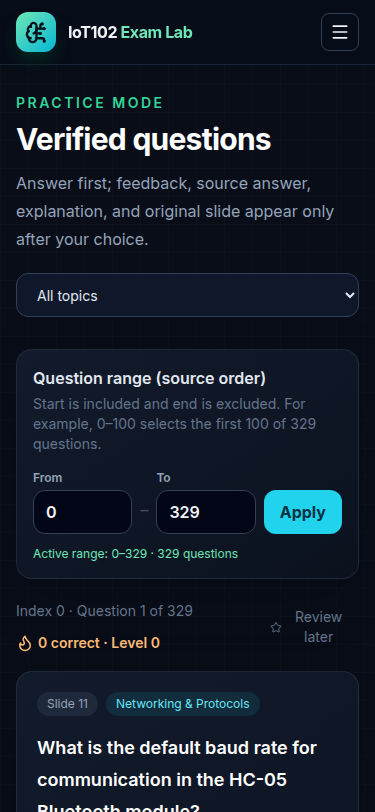 IoT102 Exam Lab
PRACTICE MODE
Verified questions
Answer first; feedback, source answer,
explanation, and original slide appear only
after your choice.
All topics
Question range (source order)
Start is included and end is excluded. For
example, 0–100 selects the first 100 of 329
questions.
From To
0 – 329 Apply
Active range: 0–329 · 329 questions
Index 0 · Question 1 of 329
Review
later
0 correct · Level 0
Slide 11 Networking & Protocols
What is the default baud rate for
communication in the HC-05
Bluetooth module?